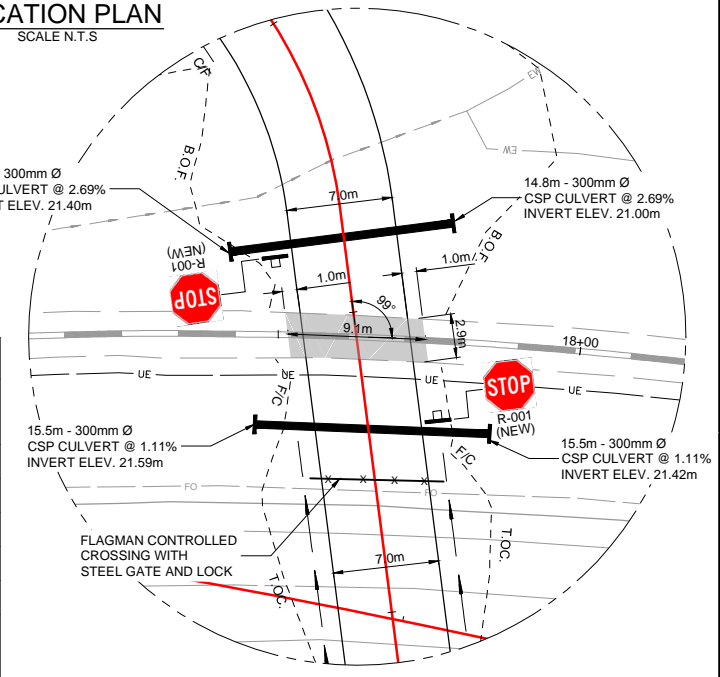 CATION PLAN
SCALE N.T.S
C/F
EW
EW
B.O.F.
300mm Ø
ULVERT @ 2.69%
T ELEV. 21.40m
7.0m
14.8m - 300mm Ø
CSP CULVERT @ 2.69%
INVERT ELEV. 21.00m
B.O.F.
R-001
(NEW)
STOP
1.0m
1.0m
99°
9.1m
2.9m
18+00
UE
UE
UE
STOP
R-001
(NEW)
F/C
F/C
15.5m - 300mm Ø
CSP CULVERT @ 1.11%
INVERT ELEV. 21.59m
15.5m - 300mm Ø
CSP CULVERT @ 1.11%
INVERT ELEV. 21.42m
X X X X
FO
FO
FLAGMAN CONTROLLED
CROSSING WITH
STEEL GATE AND LOCK
7.0m
T.OC.
T.OC.